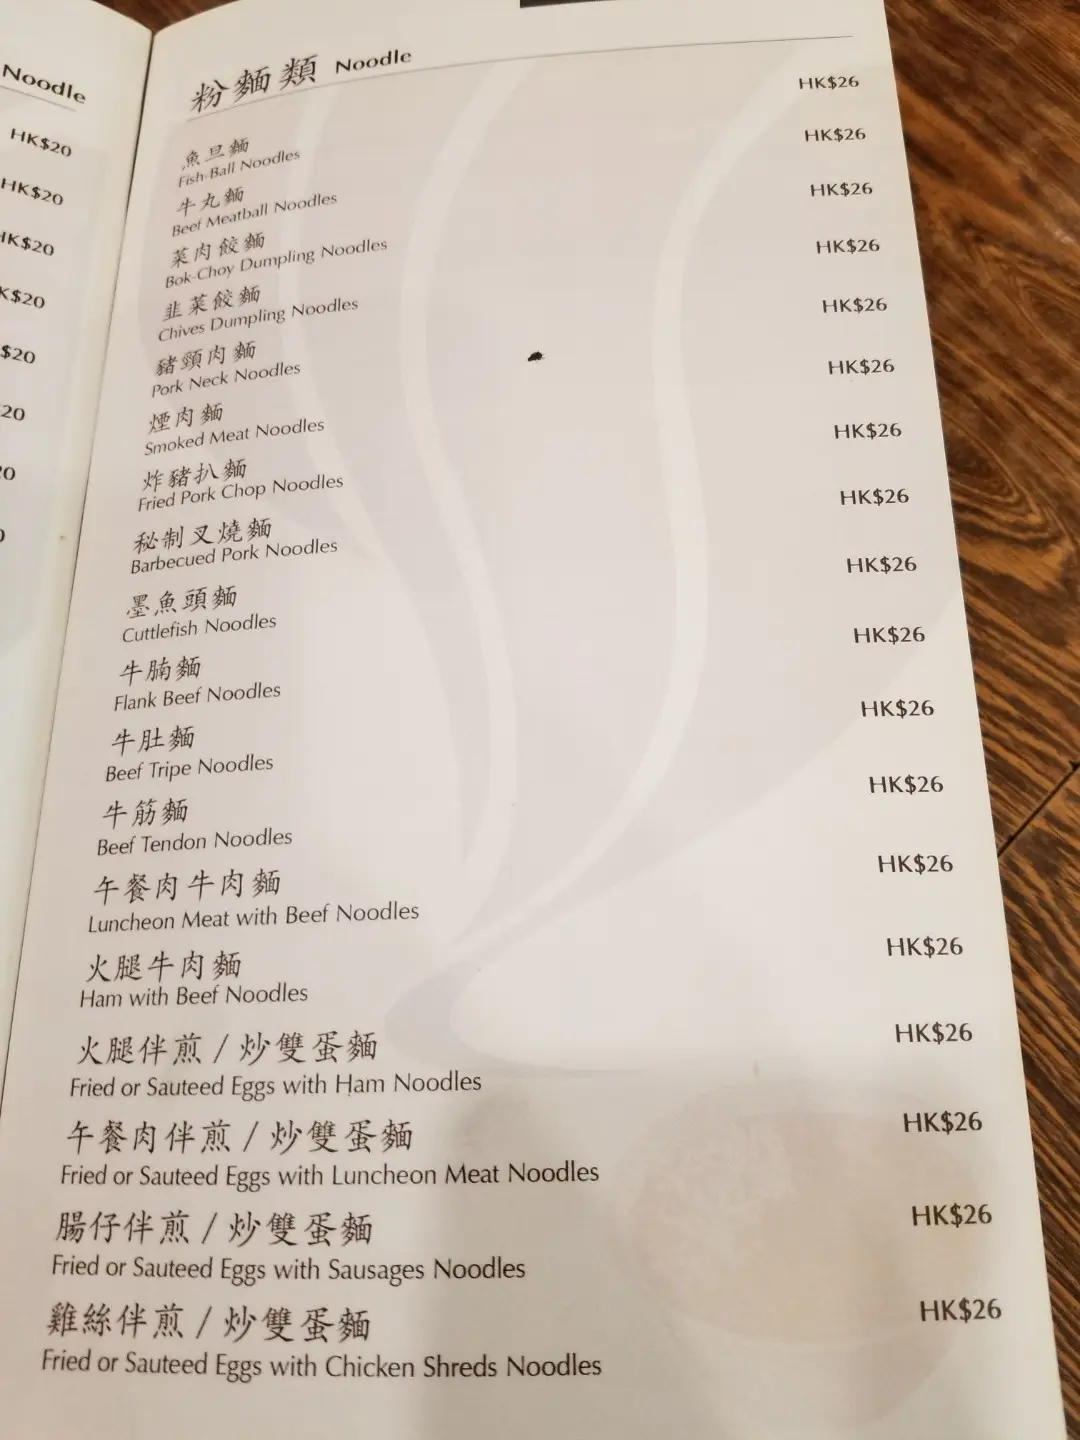 Noodle
HK$20
HK$20
HK$20
K$20
$20
20
0
粉麵類 Noodle
魚旦麵 HK$26
Fish-Ball Noodles
牛丸麵 HK$26
Beef Meatball Noodles
菜肉餃麵 HK$26
Bok-Choy Dumpling Noodles
韭菜餃麵 HK$26
Chives Dumpling Noodles
豬頸肉麵 HK$26
Pork Neck Noodles
煙肉麵 HK$26
Smoked Meat Noodles
炸豬扒麵 HK$26
Fried Pork Chop Noodles
秘制叉燒麵 HK$26
Barbecued Pork Noodles
墨魚頭麵 HK$26
Cuttlefish Noodles
牛腩麵 HK$26
Flank Beef Noodles
牛肚麵 HK$26
Beef Tripe Noodles
牛筋麵 HK$26
Beef Tendon Noodles
午餐肉牛肉麵 HK$26
Luncheon Meat with Beef Noodles
火腿牛肉麵 HK$26
Ham with Beef Noodles
火腿伴煎/炒雙蛋麵 HK$26
Fried or Sauteed Eggs with Ham Noodles
午餐肉伴煎/炒雙蛋麵 HK$26
Fried or Sauteed Eggs with Luncheon Meat Noodles
腸仔伴煎/炒雙蛋麵 HK$26
Fried or Sauteed Eggs with Sausages Noodles
雞絲伴煎/炒雙蛋麵 HK$26
Fried or Sauteed Eggs with Chicken Shreds Noodles